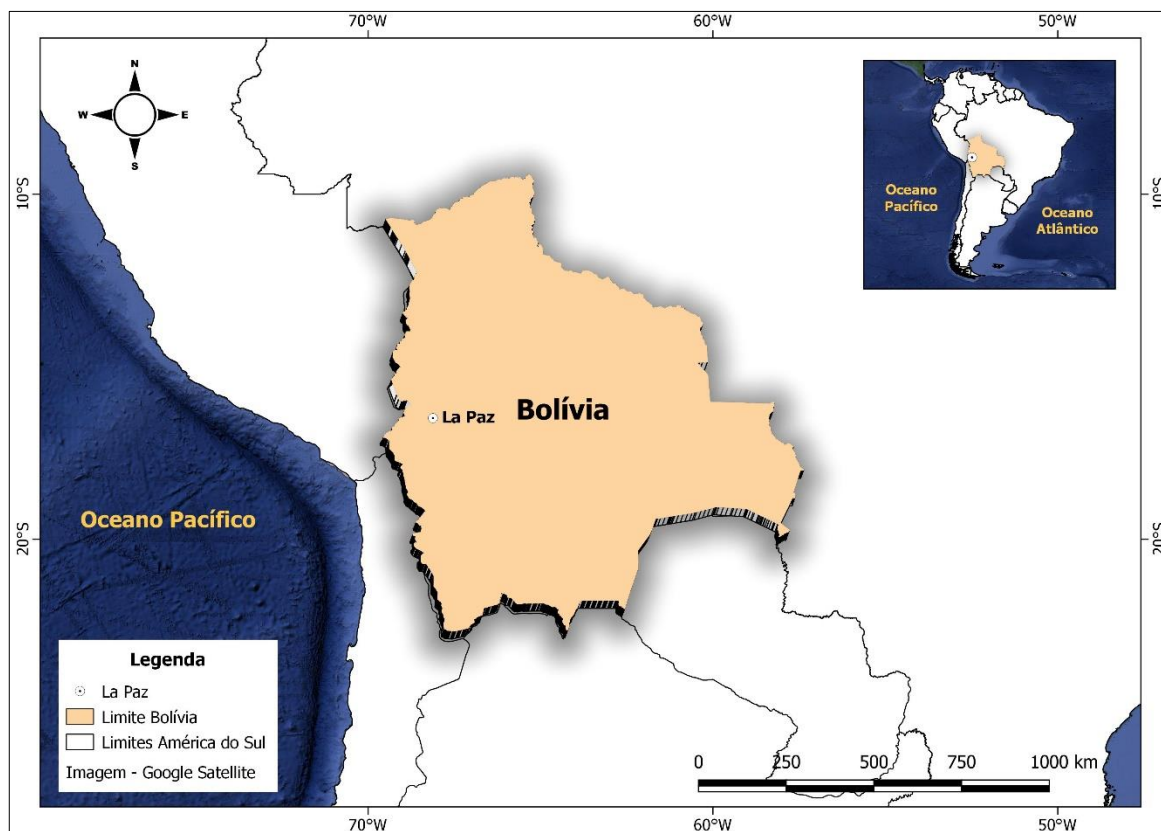 70°W
60°W
50°W
N
W
E
S
Oceano
Pacífico
Oceano
Atlântico
10°S
10°S
La Paz
Bolívia
Oceano Pacífico
20°S
20°S
Legenda
La Paz
Limite Bolívia
Limites América do Sul
Imagem - Google Satellite
0
250
500
750
1000 km
70°W
60°W
50°W